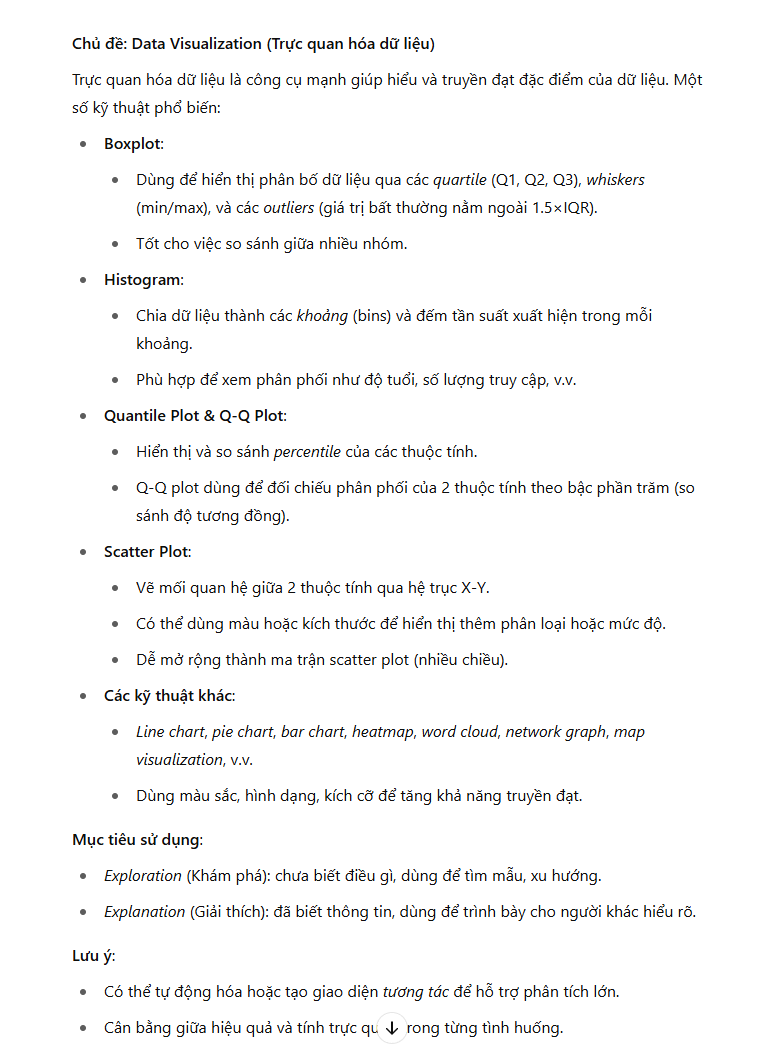 Chủ đề: Data Visualization (Trực quan hóa dữ liệu)
Trực quan hóa dữ liệu là công cụ mạnh giúp hiểu và truyền đạt đặc điểm của dữ liệu. Một
số kỹ thuật phổ biến:
Boxplot:
Dùng để hiển thị phân bố dữ liệu qua các quartile (Q1, Q2, Q3), whiskers
(min/max), và các outliers (giá trị bất thường nằm ngoài 1.5×IQR).
Tốt cho việc so sánh giữa nhiều nhóm.
Histogram:
Chia dữ liệu thành các khoảng (bins) và đếm tần suất xuất hiện trong mỗi
khoảng.
Phù hợp để xem phân phối như độ tuổi, số lượng truy cập, v.v.
Quantile Plot & Q-Q Plot:
Hiển thị và so sánh percentile của các thuộc tính.
Q-Q plot dùng để đối chiếu phân phối của 2 thuộc tính theo bậc phần trăm (so
sánh độ tương đồng).
Scatter Plot:
Vẽ mối quan hệ giữa 2 thuộc tính qua hệ trục X-Y.
Có thể dùng màu hoặc kích thước để hiển thị thêm phân loại hoặc mức độ.
Dễ mở rộng thành ma trận scatter plot (nhiều chiều).
Các kỹ thuật khác:
Line chart, pie chart, bar chart, heatmap, word cloud, network graph, map
visualization, v.v.
Dùng màu sắc, hình dạng, kích cỡ để tăng khả năng truyền đạt.
Mục tiêu sử dụng:
Exploration (Khám phá): chưa biết điều gì, dùng để tìm mẫu, xu hướng.
Explanation (Giải thích): đã biết thông tin, dùng để trình bày cho người khác hiểu rõ.
Lưu ý:
Có thể tự động hóa hoặc tạo giao diện tương tác để hỗ trợ phân tích lớn.
Cân bằng giữa hiệu quả và tính trực từng tình huống.